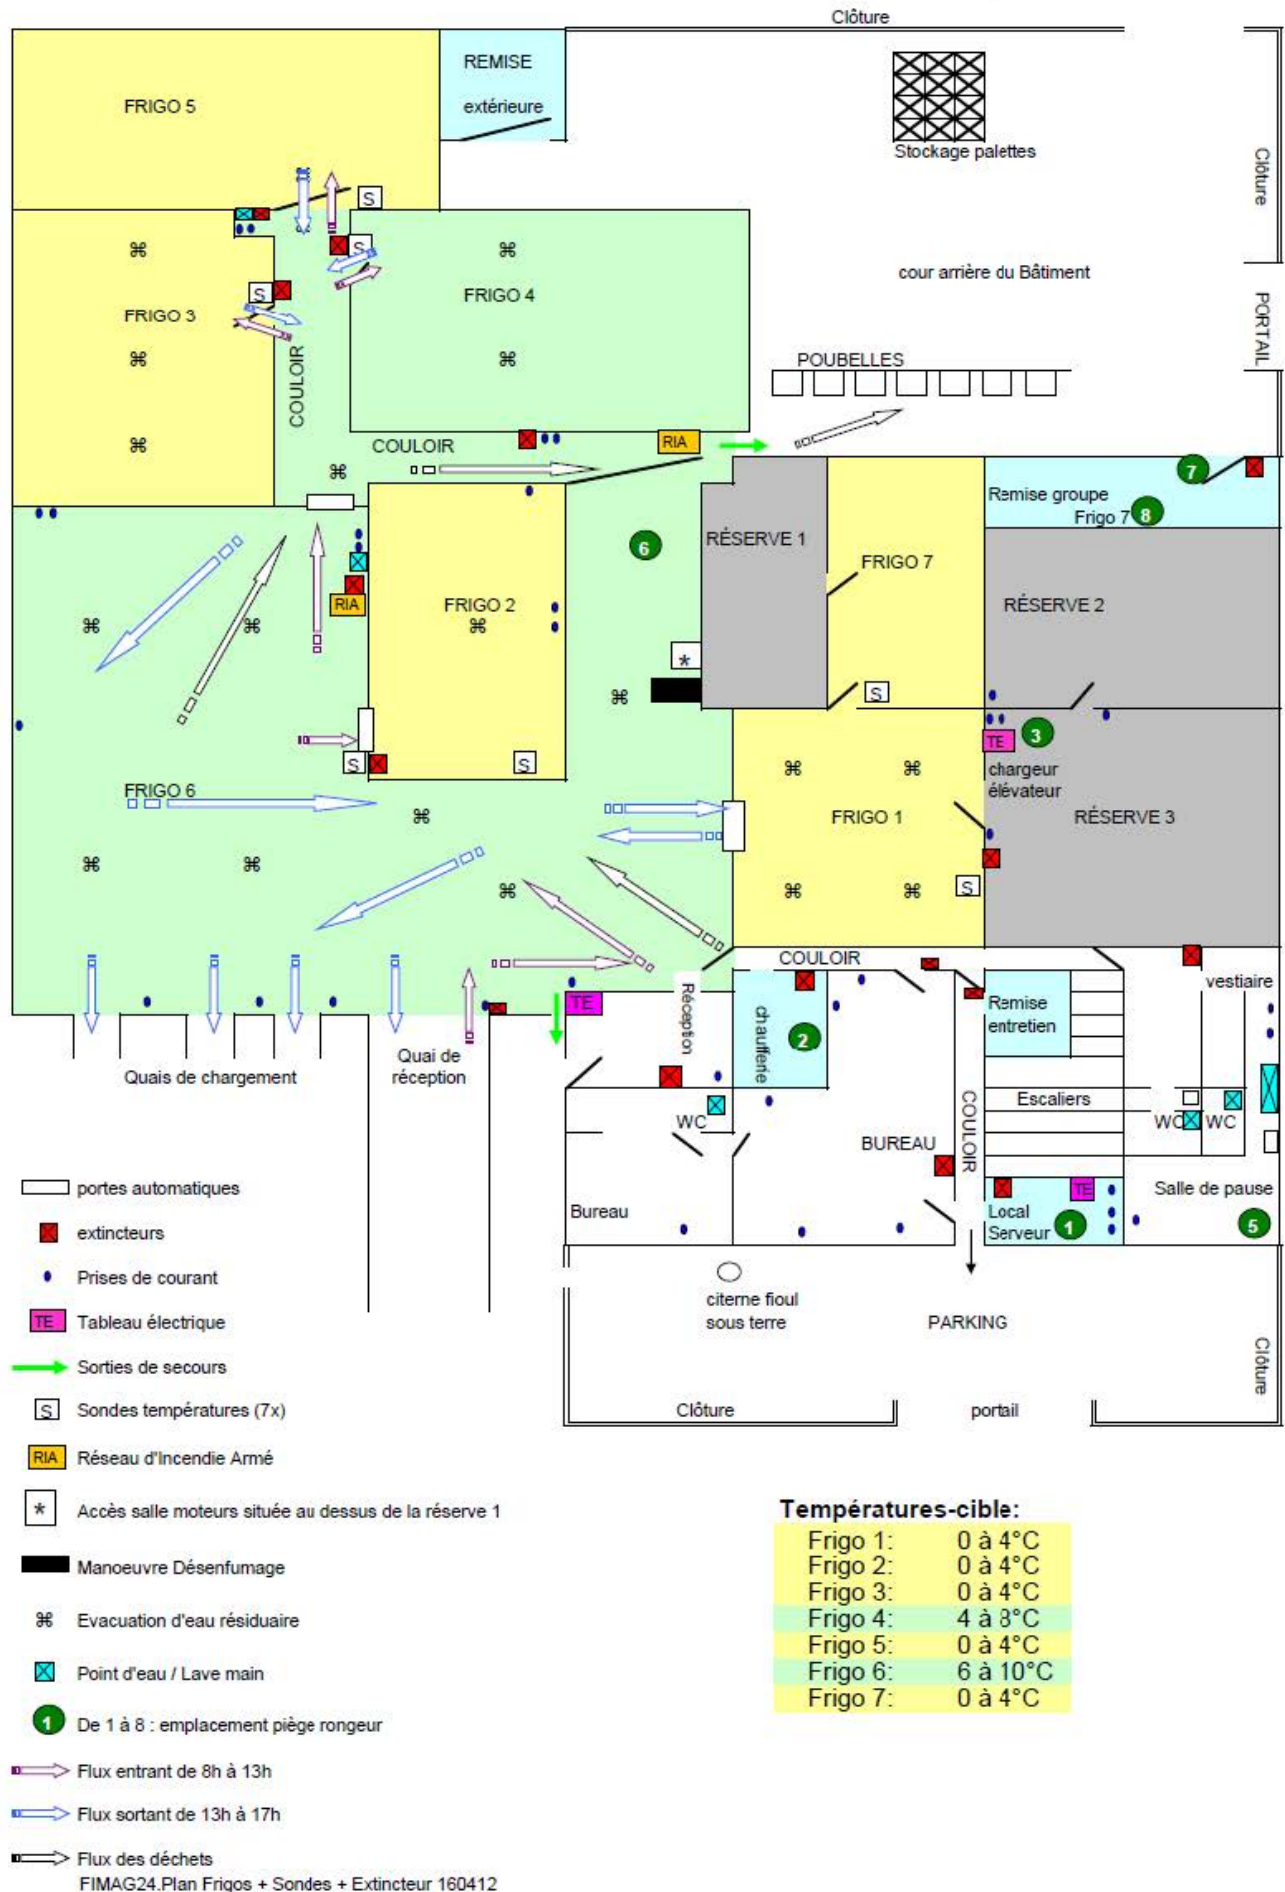 Clôture
REMISE
extérieure
FRIGO 5
Stockage palettes
Clôture
S
S
cour arrière du Bâtiment
FRIGO 4
S
FRIGO 3
PORTAIL
COULOIR
POUBELLES
COULOIR
RIA
7
Remise groupe
Frigo 7
8
RÉSERVE 1
6
FRIGO 7
RIA
FRIGO 2
RÉSERVE 2
*
S
TE
3
S
S
chargeur
élévateur
FRIGO 6
FRIGO 1
RÉSERVE 3
S
COULOIR
vestiaire
TE
Réception
chaufferie
2
Remise
entretien
Quais de chargement
Quai de
réception
Escaliers
WC
COULOIR
WC
WC
BUREAU
Bureau
TE
Local
Serveur
1
Salle de pause
5
citerne fioul
sous terre
PARKING
Clôture
Clôture
portail
portes automatiques
extincteurs
Prises de courant
TE Tableau électrique
Sorties de secours
S Sondes températures (7x)
RIA Réseau d'Incendie Armé
* Accès salle moteurs située au dessus de la réserve 1
Manoeuvre Désenfumage
⌘ Evacuation d'eau résiduaire
Point d'eau / Lave main
1 De 1 à 8 : emplacement piège rongeur
Flux entrant de 8h à 13h
Flux sortant de 13h à 17h
Flux des déchets
FIMAG24.Plan Frigos + Sondes + Extincteur 160412
Températures-cible:
Frigo 1: 0 à 4°C
Frigo 2: 0 à 4°C
Frigo 3: 0 à 4°C
Frigo 4: 4 à 8°C
Frigo 5: 0 à 4°C
Frigo 6: 6 à 10°C
Frigo 7: 0 à 4°C